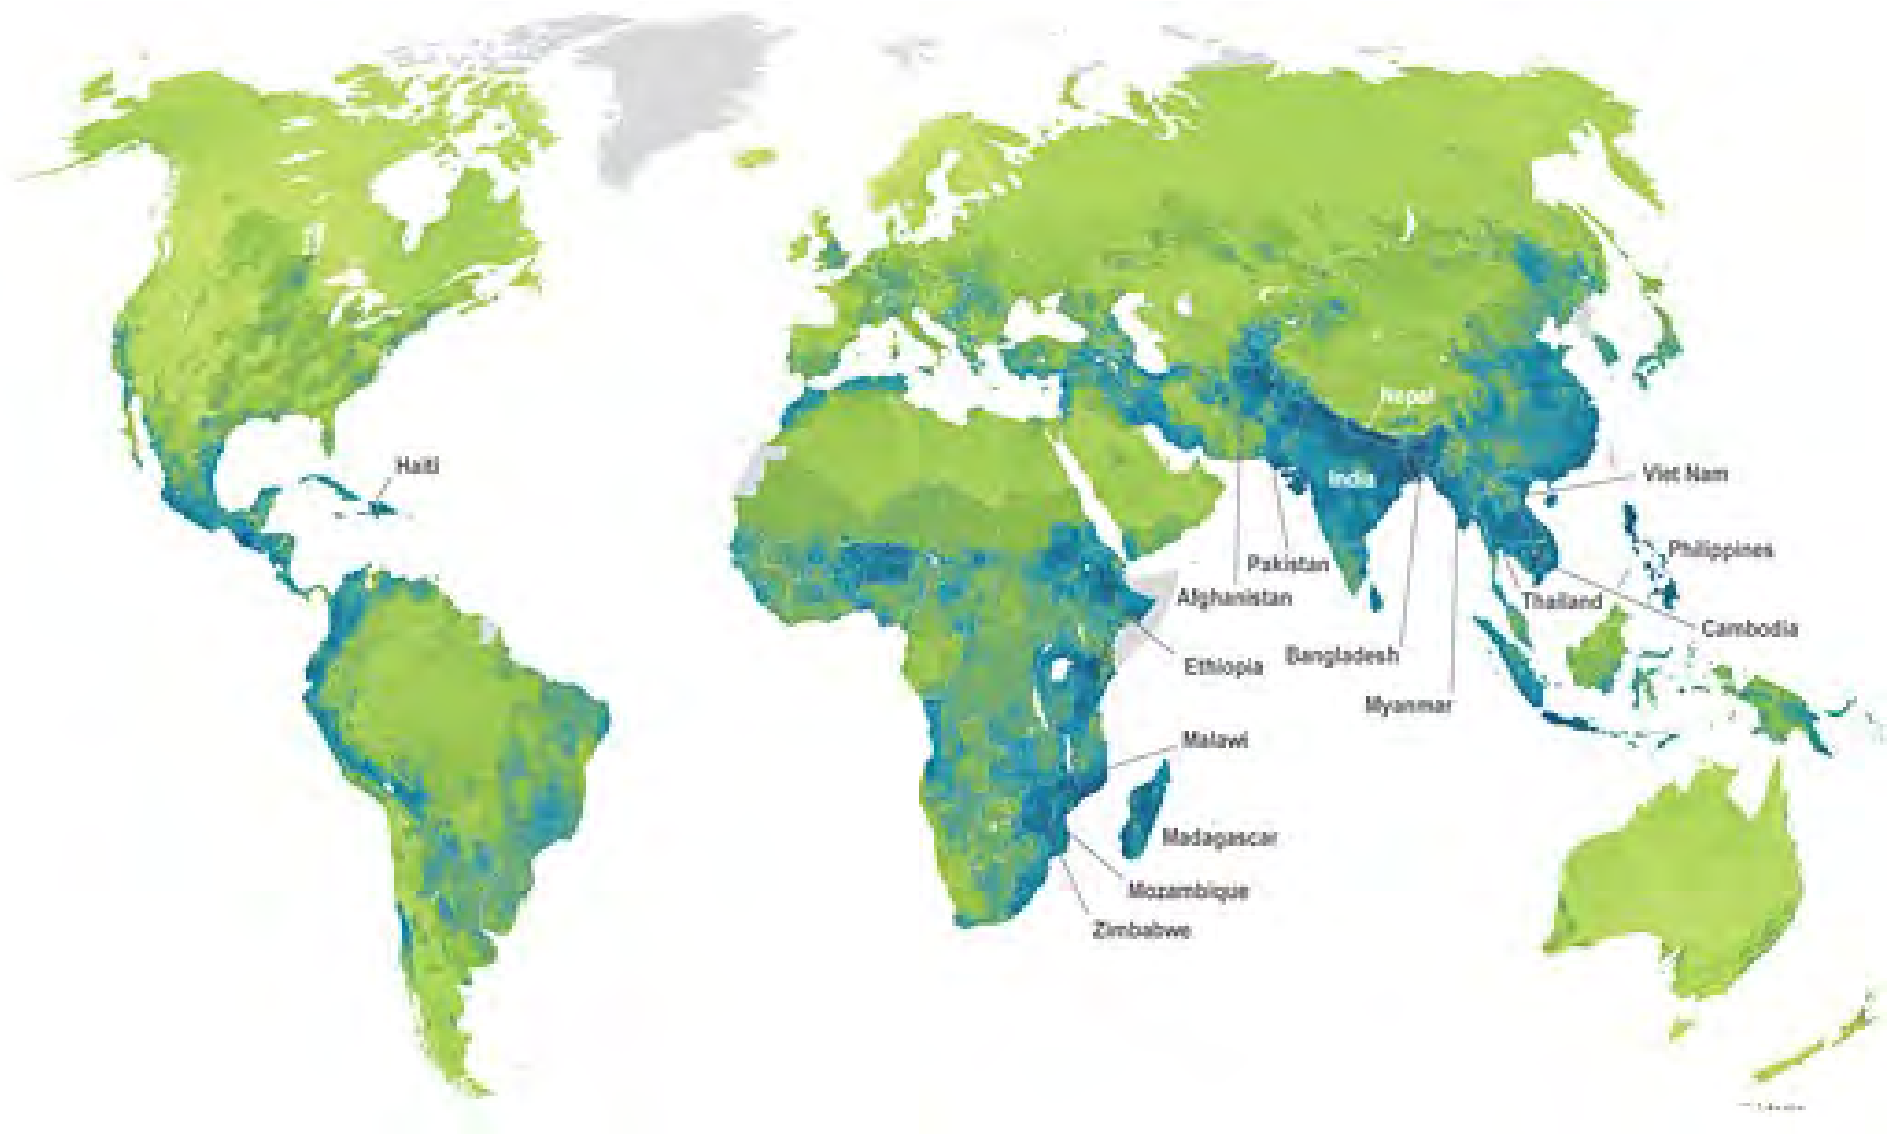 Nepal
Haiti
India
Viet Nam
Philippines
Pakistan
Afghanistan
Thailand
Cambodia
Bangladesh
Ethiopia
Myanmar
Malawi
Madagascar
Mozambique
Zimbabwe